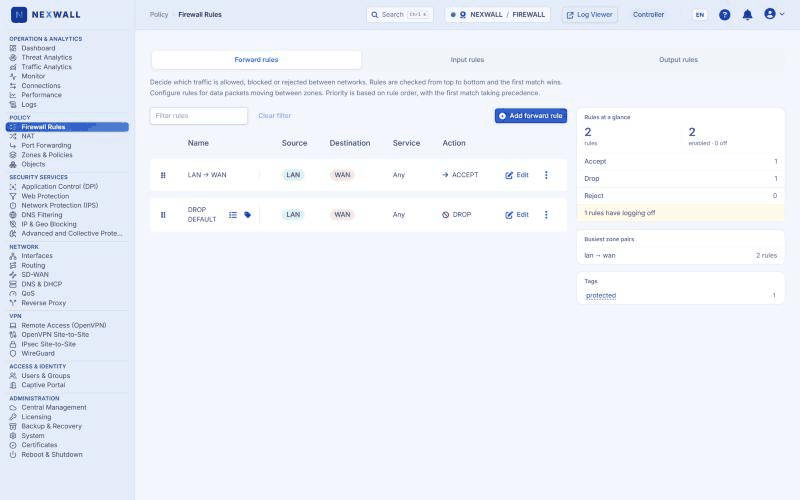 NEXWALL
Policy › Firewall Rules
Search Ctrl K
NEXWALL / FIREWALL
Log Viewer
Controller
EN
OPERATION & ANALYTICS
Dashboard
Threat Analytics
Traffic Analytics
Monitor
Connections
Performance
Logs
POLICY
Firewall Rules
NAT
Port Forwarding
Zones & Policies
Objects
SECURITY SERVICES
Application Control (DPI)
Web Protection
Network Protection (IPS)
DNS Filtering
IP & Geo Blocking
Advanced and Collective Prote...
NETWORK
Interfaces
Routing
SD-WAN
DNS & DHCP
QoS
Reverse Proxy
VPN
Remote Access (OpenVPN)
OpenVPN Site-to-Site
IPsec Site-to-Site
WireGuard
ACCESS & IDENTITY
Users & Groups
Captive Portal
ADMINISTRATION
Central Management
Licensing
Backup & Recovery
System
Certificates
Reboot & Shutdown
Forward rules Input rules Output rules
Decide which traffic is allowed, blocked or rejected between networks. Rules are checked from top to bottom and the first match wins.
Configure rules for data packets moving between zones. Priority is based on rule order, with the first match taking precedence.
Filter rules Clear filter Add forward rule
Name Source Destination Service Action
LAN → WAN LAN WAN Any → ACCEPT Edit
DROP DEFAULT LAN WAN Any DROP Edit
Rules at a glance
2 2
rules enabled · 0 off
Accept 1
Drop 1
Reject 0
1 rules have logging off
Busiest zone pairs
lan → wan 2 rules
Tags
protected 1